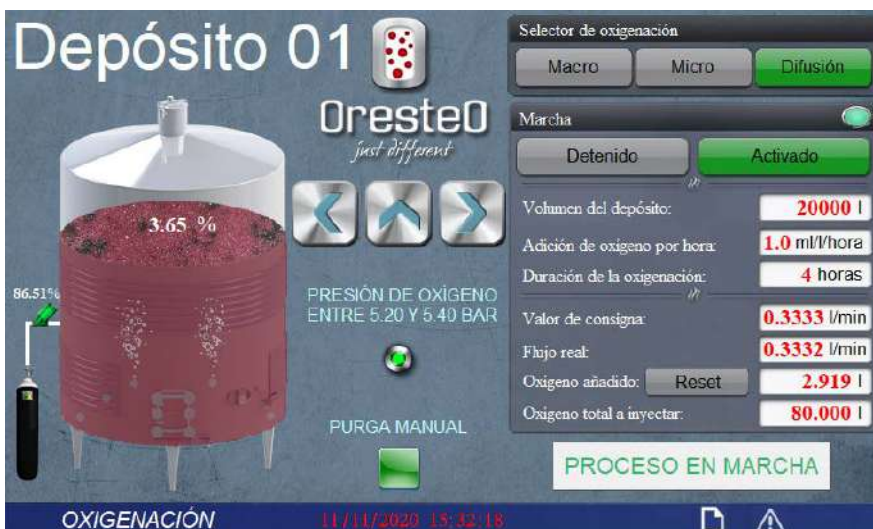 Depósito 01
OresteO
just different
3.65 %
86.51%
PRESIÓN DE OXÍGENO
ENTRE 5.20 Y 5.40 BAR
PURGA MANUAL
Selector de oxigenación
Macro
Micro
Difusión
Marcha
Detenido
Activado
Volumen del depósito: 20000 l
Adición de oxigeno por hora: 1.0 ml/l/hora
Duración de la oxigenación: 4 horas
Valor de consigna: 0.3333 l/min
Flujo real: 0.3332 l/min
Oxigeno añadido: Reset 2.919 l
Oxigeno total a inyectar: 80.000 l
PROCESO EN MARCHA
OXIGENACIÓN
11/11/2020 15:32:18